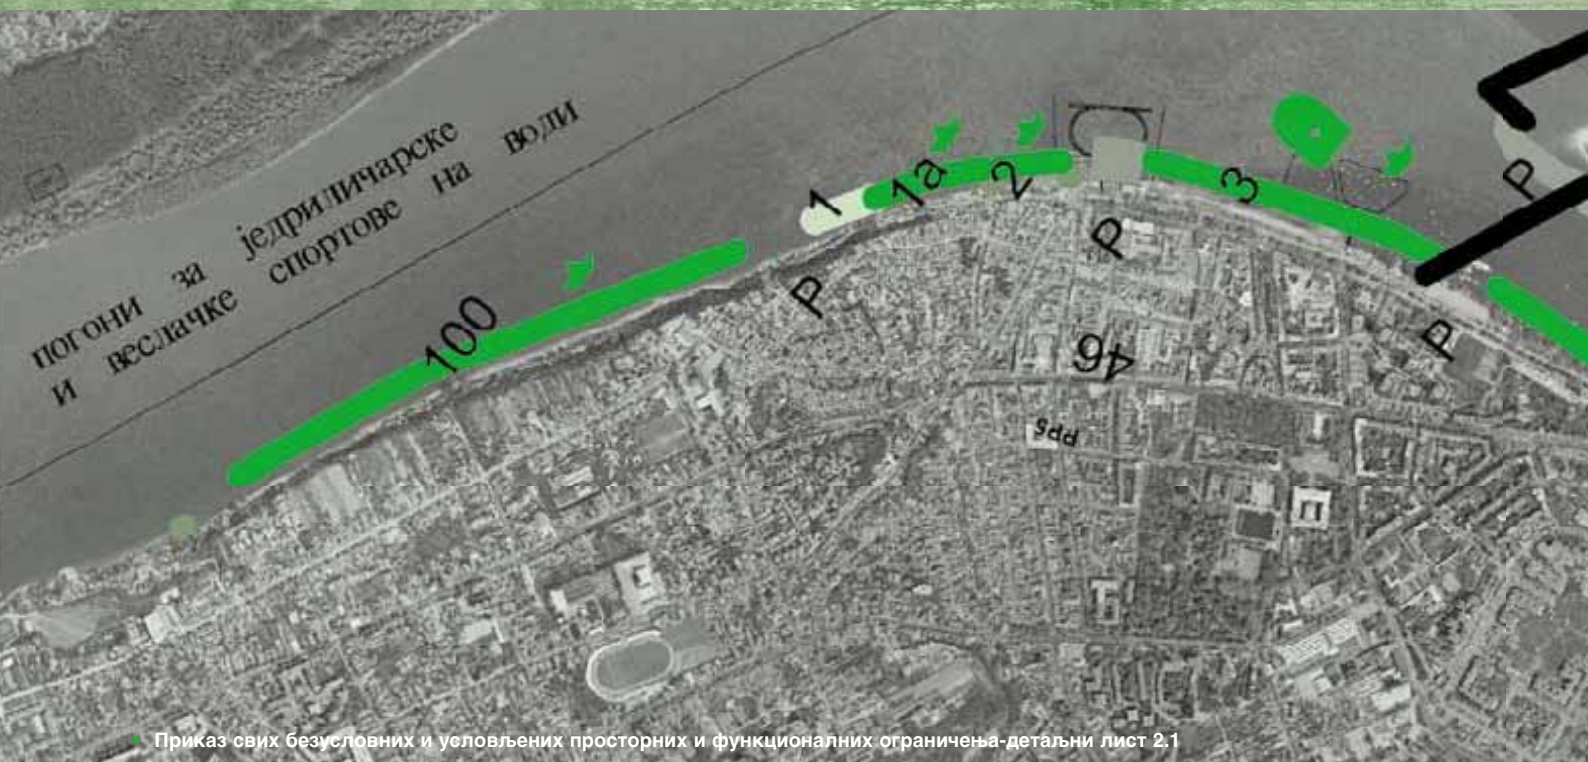 погони за једриличарске
и веслачке спортове на води
100
1
1а
2
3
Р
Р
Р
Р
46
ррs
Приказ свих безусловних и условљених просторних и функционалних ограничења-детаљни лист 2.1